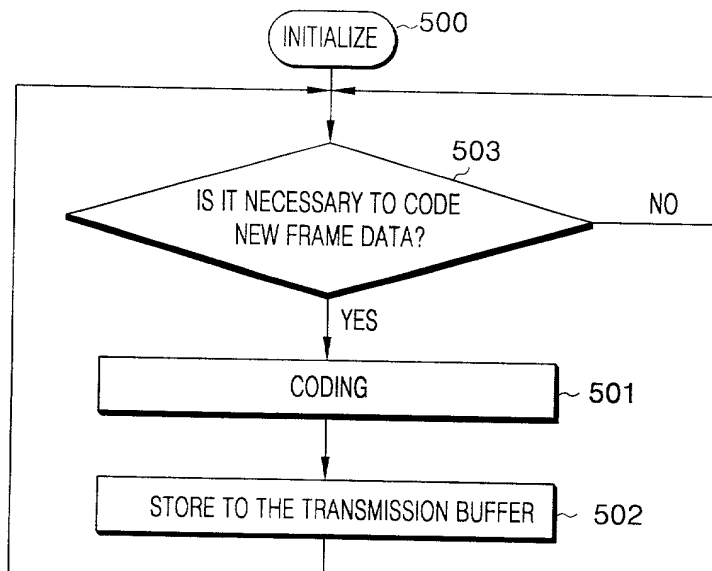 INITIALIZE
500
503
IS IT NECESSARY TO CODE
NEW FRAME DATA?
NO
YES
CODING
501
STORE TO THE TRANSMISSION BUFFER
502